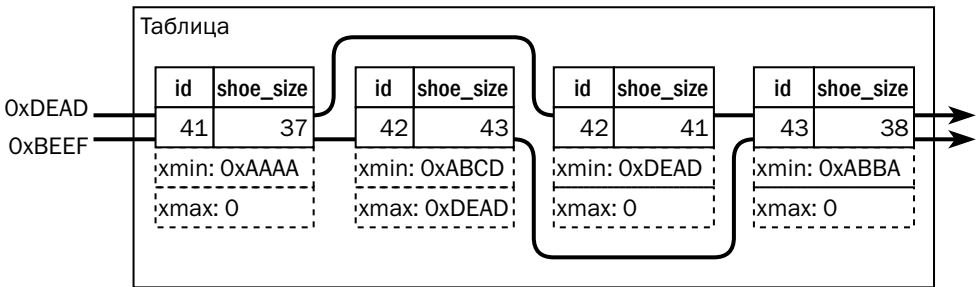 Таблица
id shoe_size id shoe_size id shoe_size id shoe_size
0xDEAD
41 37 42 43 42 41 43 38
0xBEEF
xmin: 0xAAAA xmin: 0xABCD xmin: 0xDEAD xmin: 0xABBA
xmax: 0 xmax: 0xDEAD xmax: 0 xmax: 0